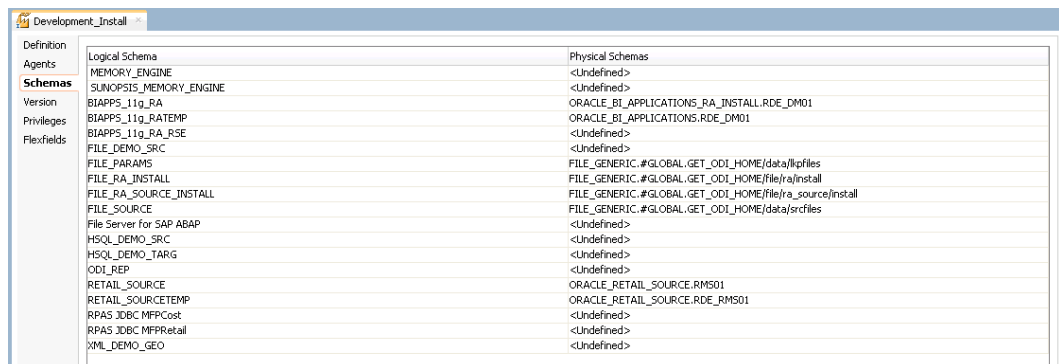 Development_Install
Definition
Agents
Schemas
Version
Privileges
Flexfields
Logical Schema Physical Schemas
MEMORY_ENGINE <Undefined>
SUNOPSIS_MEMORY_ENGINE <Undefined>
BIAPPS_11g_RA ORACLE_BI_APPLICATIONS_RA_INSTALL.RDE_DM01
BIAPPS_11g_RATEMP ORACLE_BI_APPLICATIONS.RDE_DM01
BIAPPS_11g_RA_RSE <Undefined>
FILE_DEMO_SRC <Undefined>
FILE_PARAMS FILE_GENERIC.#GLOBAL.GET_ODI_HOME/data/lkpfiles
FILE_RA_INSTALL FILE_GENERIC.#GLOBAL.GET_ODI_HOME/file/ra/install
FILE_RA_SOURCE_INSTALL FILE_GENERIC.#GLOBAL.GET_ODI_HOME/file/ra_source/install
FILE_SOURCE FILE_GENERIC.#GLOBAL.GET_ODI_HOME/data/srcfiles
File Server for SAP ABAP <Undefined>
HSQL_DEMO_SRC <Undefined>
HSQL_DEMO_TARG <Undefined>
ODI_REP <Undefined>
RETAIL_SOURCE ORACLE_RETAIL_SOURCE.RMS01
RETAIL_SOURCETEMP ORACLE_RETAIL_SOURCE.RDE_RMS01
RPAS JDBC MFPCost <Undefined>
RPAS JDBC MFPRetail <Undefined>
XML_DEMO_GEO <Undefined>